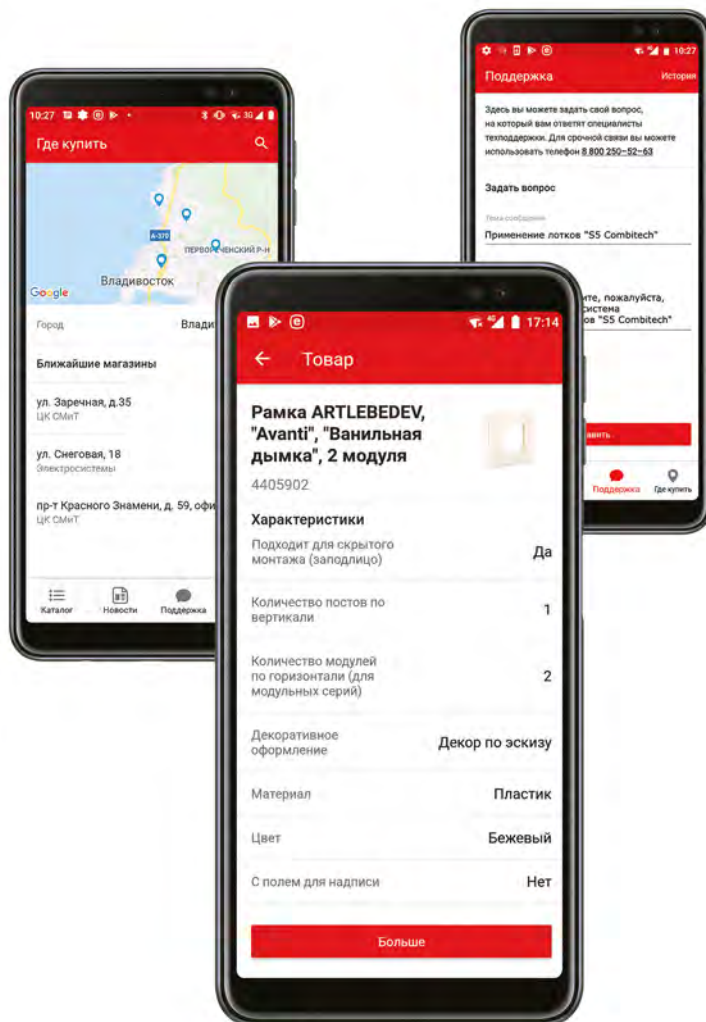 10:27
3G
Где купить
А-370
ПЕРВОРЕЧЕНСКИЙ Р-Н
Владивосток
Google
Город
Ближайшие магазины
ул. Заречная, д.35
ЦК СМиТ
ул. Снеговая, 18
Электросистемы
пр-т Красного Знамени, д. 59, офи
ЦК СМиТ
Каталог
Новости
Поддержка
10:27
Поддержка
История
Здесь вы можете задать свой вопрос,
на который вам ответят специалисты
техподдержки. Для срочной связи вы можете
использовать телефон 8 800 250-52-63
Задать вопрос
Тема сообщения
Применение лотков "S5 Combitech"
пожалуйста,
система
"S5 Combitech"
Поддержка
Где купить
4G
17:14
Товар
Рамка ARTLEBEDEV,
"Avanti", "Ванильная
дымка", 2 модуля
4405902
Характеристики
Подходит для скрытого
монтажа (заподлицо)
Да
Количество постов по
вертикали
1
Количество модулей
по горизонтали (для
модульных серий)
2
Декоративное
оформление
Декор по эскизу
Материал
Пластик
Цвет
Бежевый
С полем для надписи
Нет
Больше